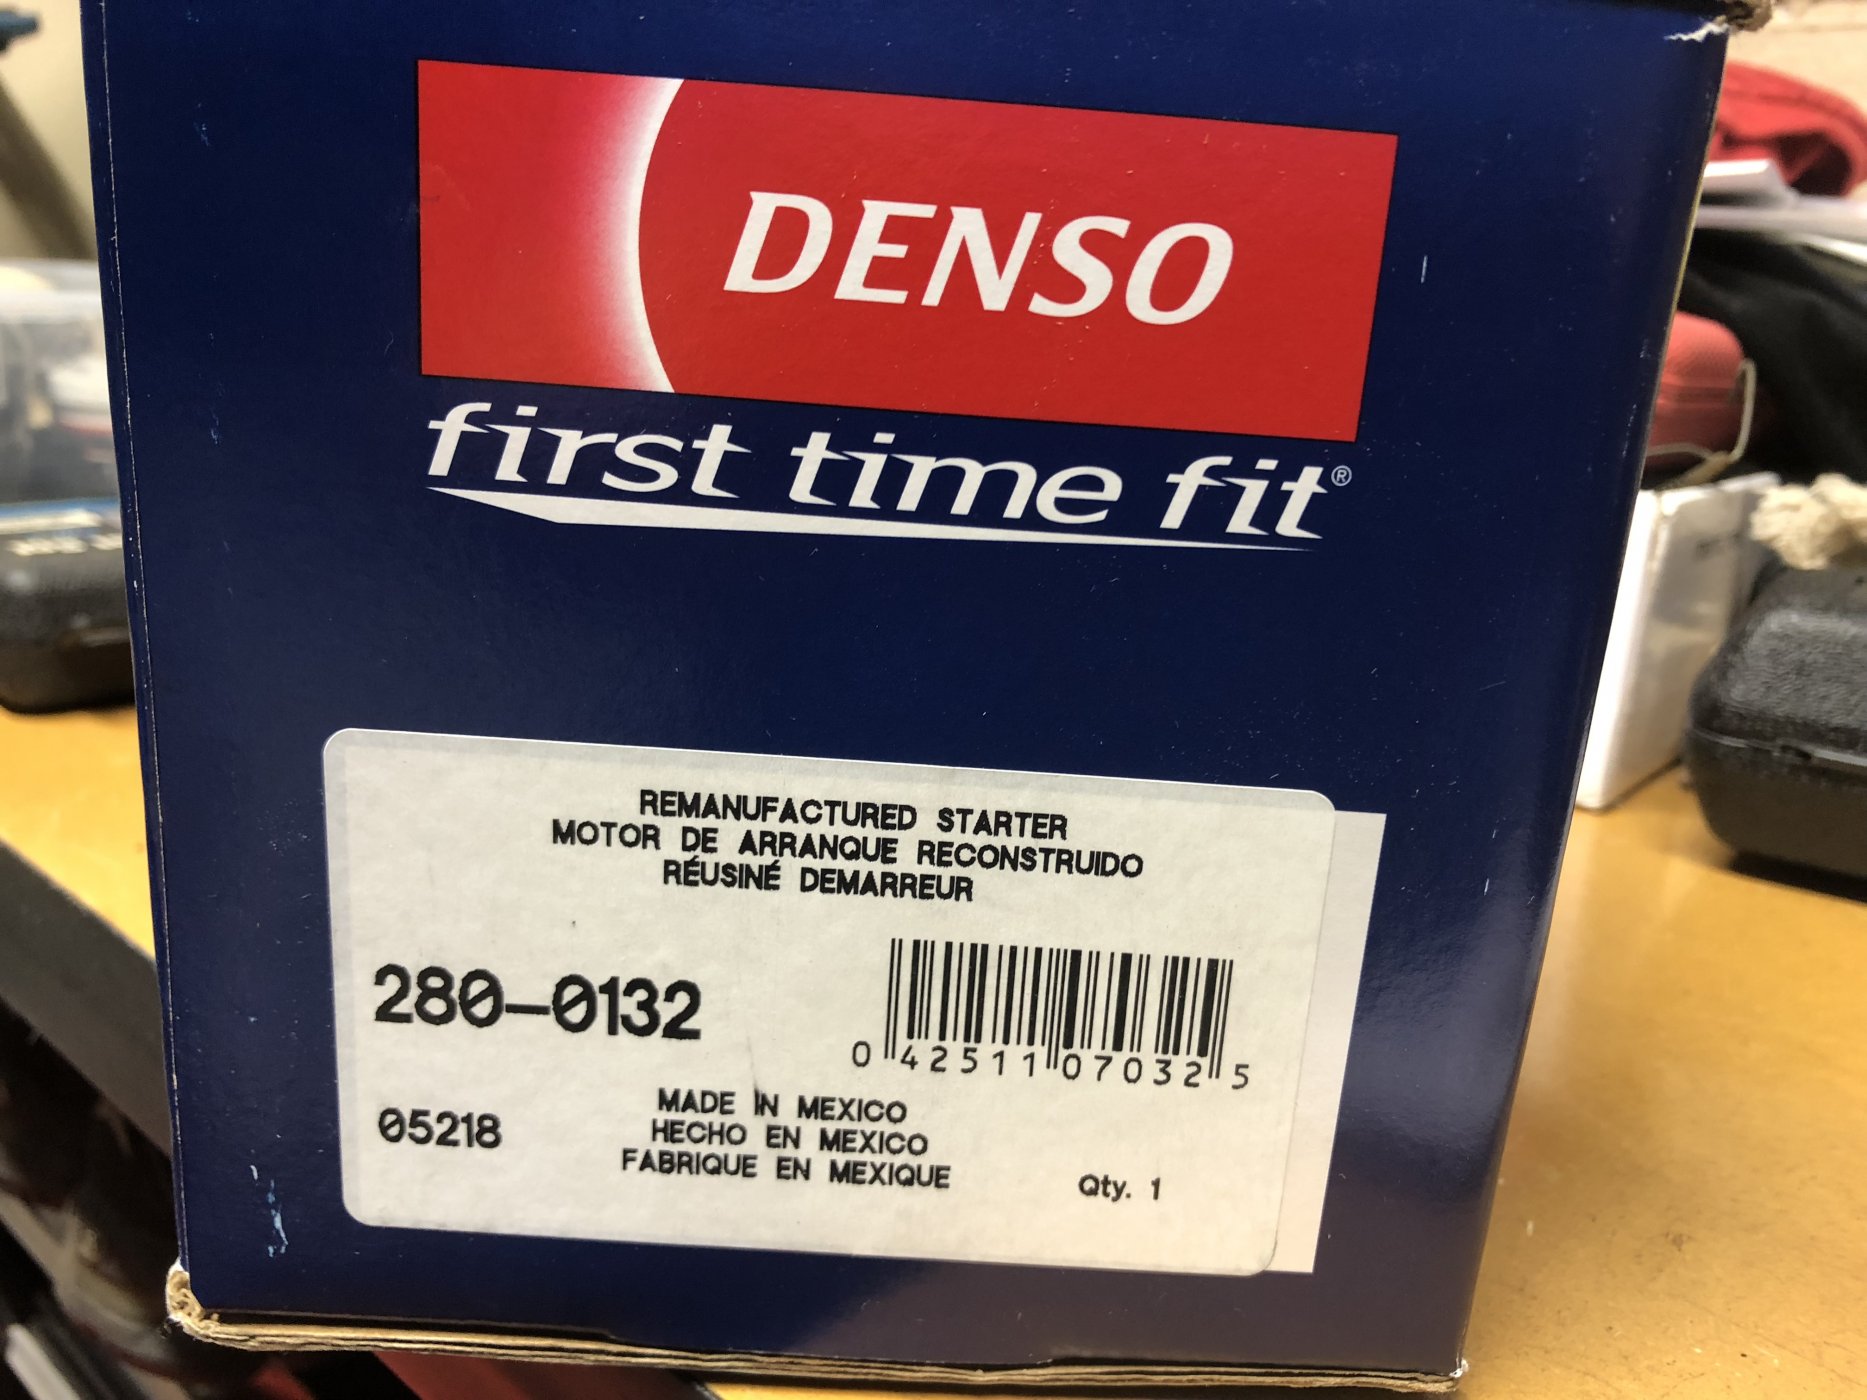 DENSO
first time fit®
REMANUFACTURED STARTER
MOTOR DE ARRANQUE RECONSTRUIDO
RÉUSINÉ DEMARREUR
280-0132
0 42511 07032 5
05218
MADE IN MEXICO
HECHO EN MEXICO
FABRIQUE EN MEXIQUE
Qty. 1